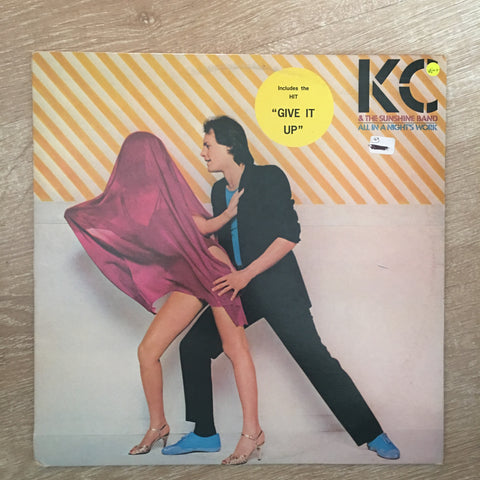 Includes the
HIT
"GIVE IT
UP"
KC
& THE SUNSHINE BAND
ALL IN A NIGHT'S WORK